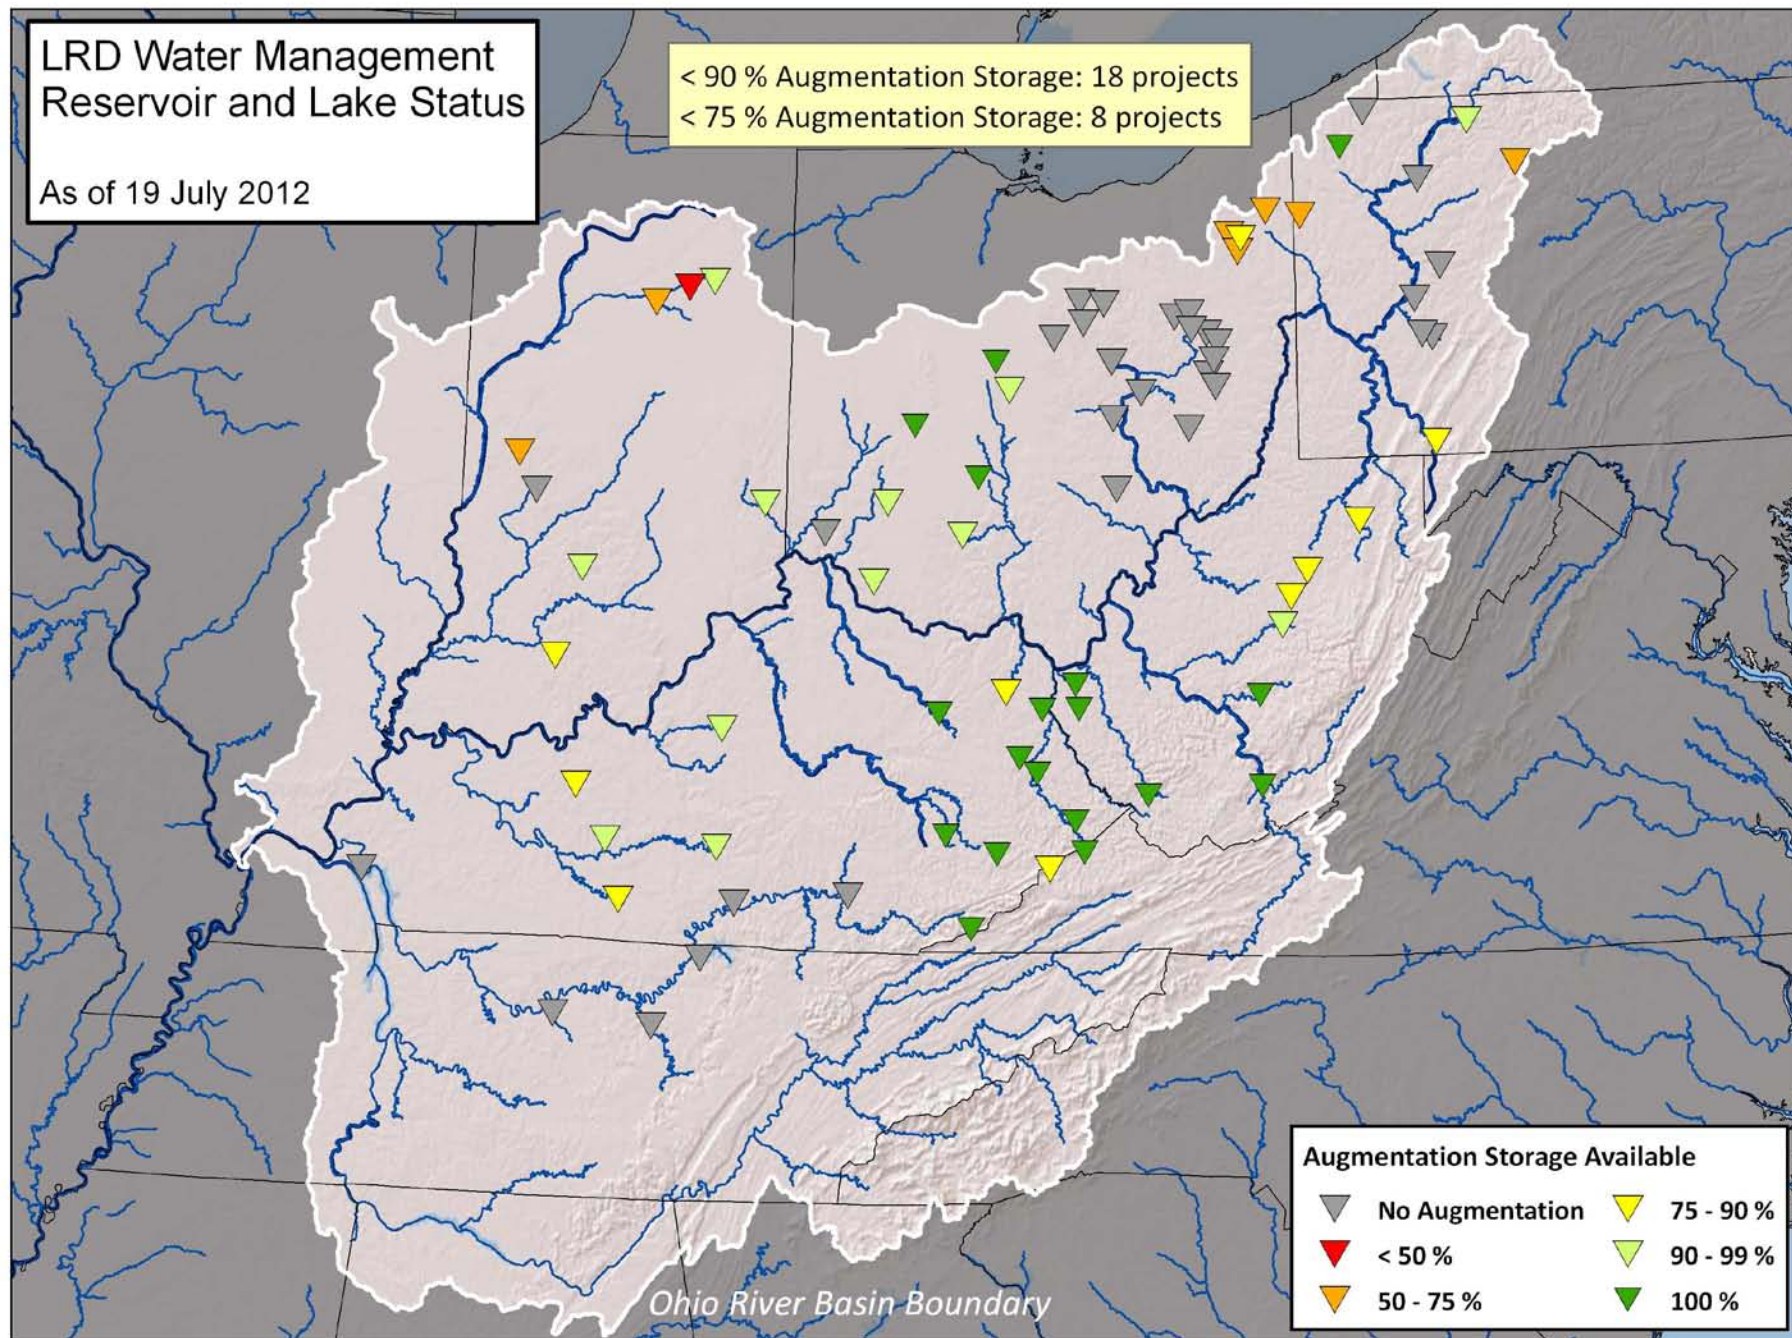 LRD Water Management
Reservoir and Lake Status
As of 19 July 2012
< 90 % Augmentation Storage: 18 projects
< 75 % Augmentation Storage: 8 projects
Ohio River Basin Boundary
Augmentation Storage Available
No Augmentation
< 50 %
50 - 75 %
75 - 90 %
90 - 99 %
100 %